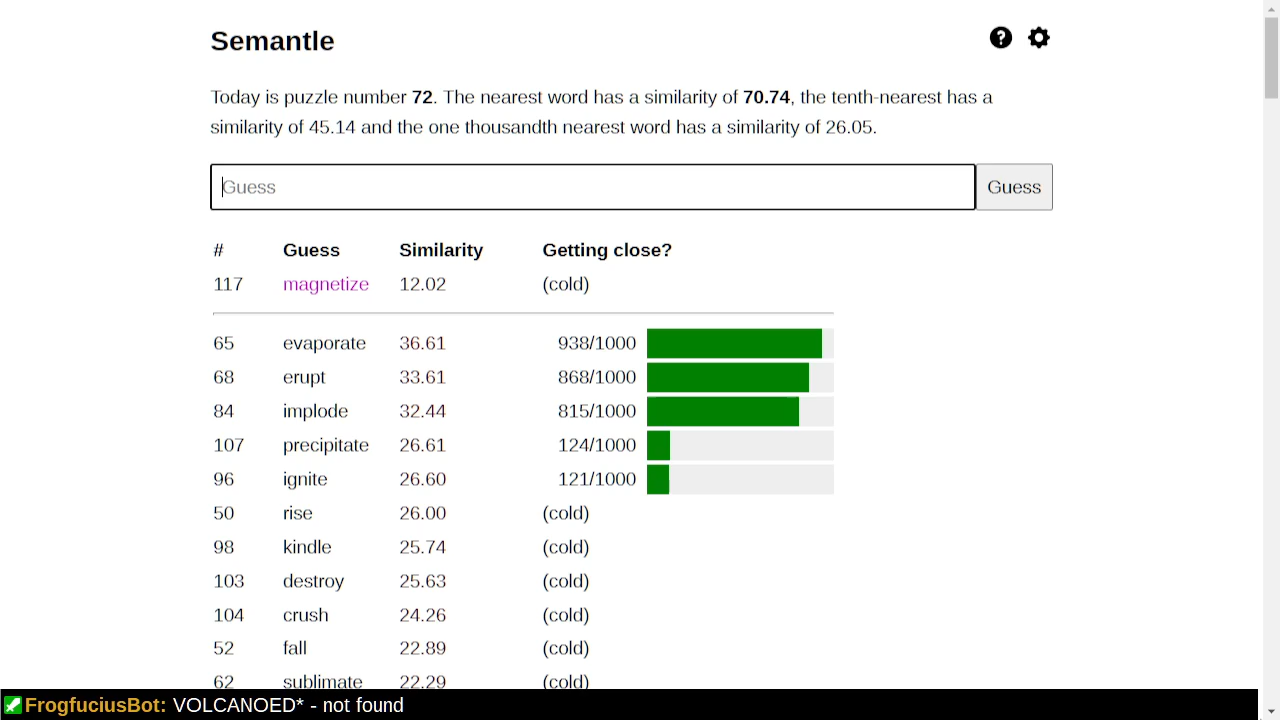 Semantle
Today is puzzle number 72. The nearest word has a similarity of 70.74, the tenth-nearest has a
similarity of 45.14 and the one thousandth nearest word has a similarity of 26.05.
Guess Guess
# Guess Similarity Getting close?
117 magnetize 12.02 (cold)
65 evaporate 36.61 938/1000
68 erupt 33.61 868/1000
84 implode 32.44 815/1000
107 precipitate 26.61 124/1000
96 ignite 26.60 121/1000
50 rise 26.00 (cold)
98 kindle 25.74 (cold)
103 destroy 25.63 (cold)
104 crush 24.26 (cold)
52 fall 22.89 (cold)
62 sublimate 22.29 (cold)
FrogfuciusBot: VOLCANOED* - not found